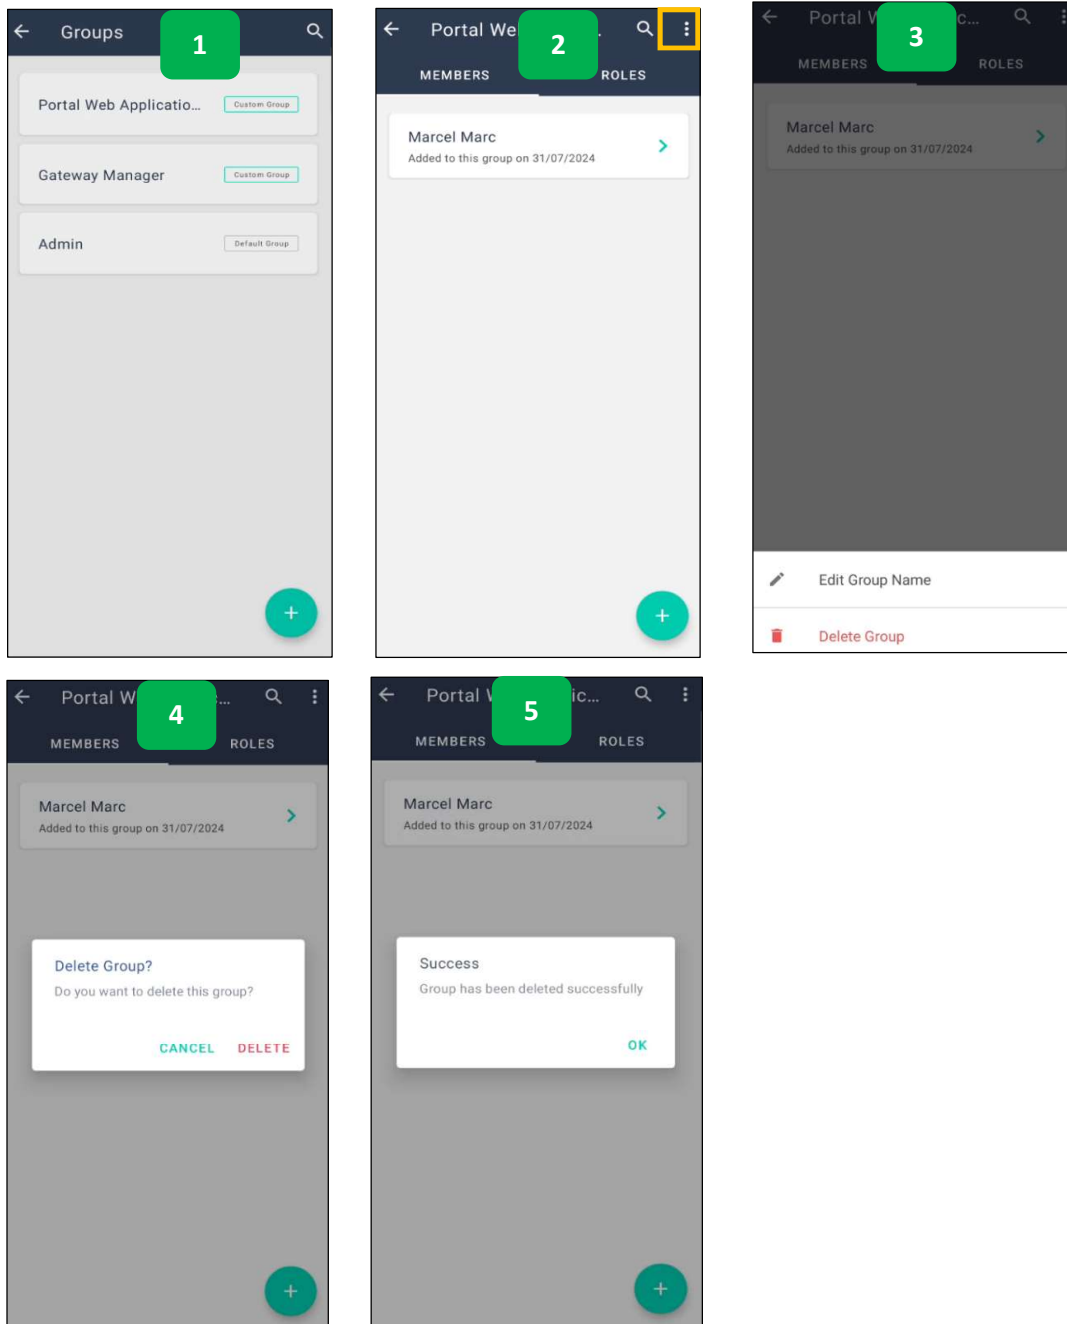 Groups
1
Portal Web Applicatio...
Custom Group
Gateway Manager
Custom Group
Admin
Default Group
+
Portal We
2
.
MEMBERS
ROLES
Marcel Marc
Added to this group on 31/07/2024
+
Portal
3
c...
MEMBERS
ROLES
Marcel Marc
Added to this group on 31/07/2024
Edit Group Name
Delete Group
Portal W
4
...
MEMBERS
ROLES
Marcel Marc
Added to this group on 31/07/2024
Delete Group?
Do you want to delete this group?
CANCEL DELETE
+
Portal
5
ic...
MEMBERS
ROLES
Marcel Marc
Added to this group on 31/07/2024
Success
Group has been deleted successfully
OK
+